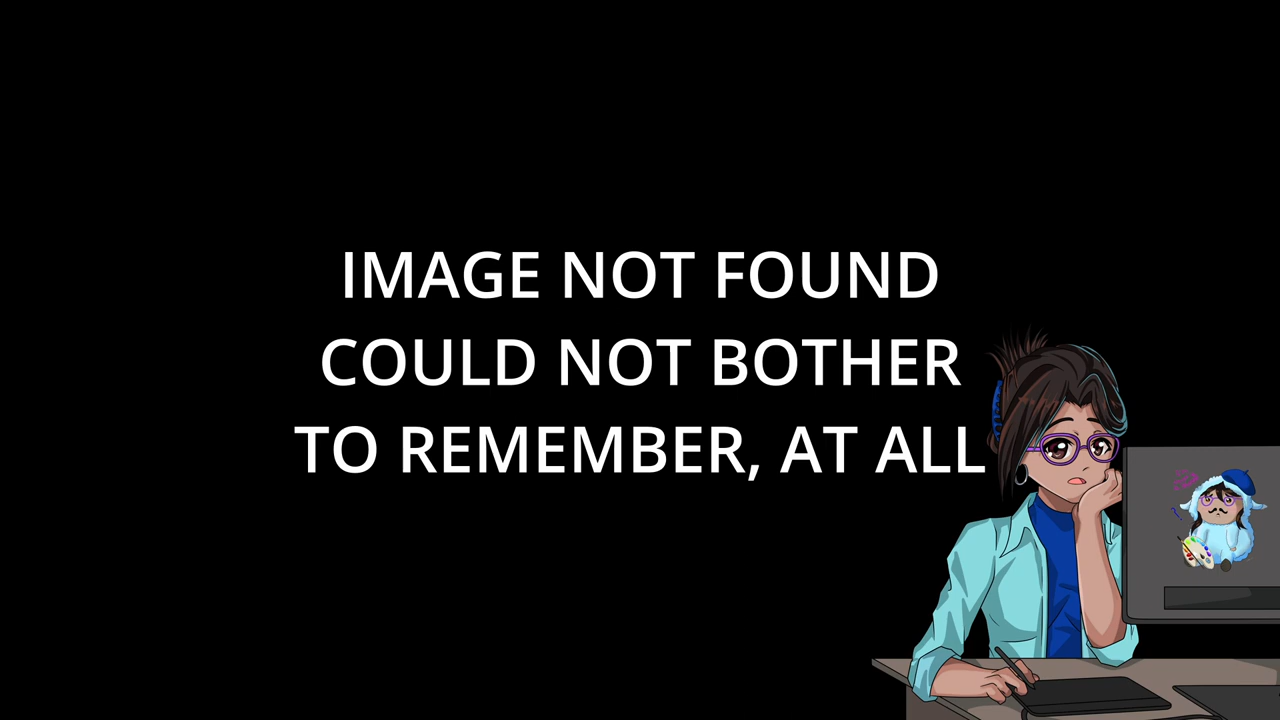 IMAGE NOT FOUND
COULD NOT BOTHER
TO REMEMBER, AT ALL